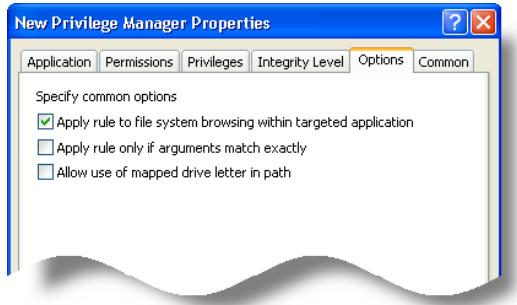 New Privilege Manager Properties
Application Permissions Privileges Integrity Level Options Common
Specify common options
Apply rule to file system browsing within targeted application
Apply rule only if arguments match exactly
Allow use of mapped drive letter in path